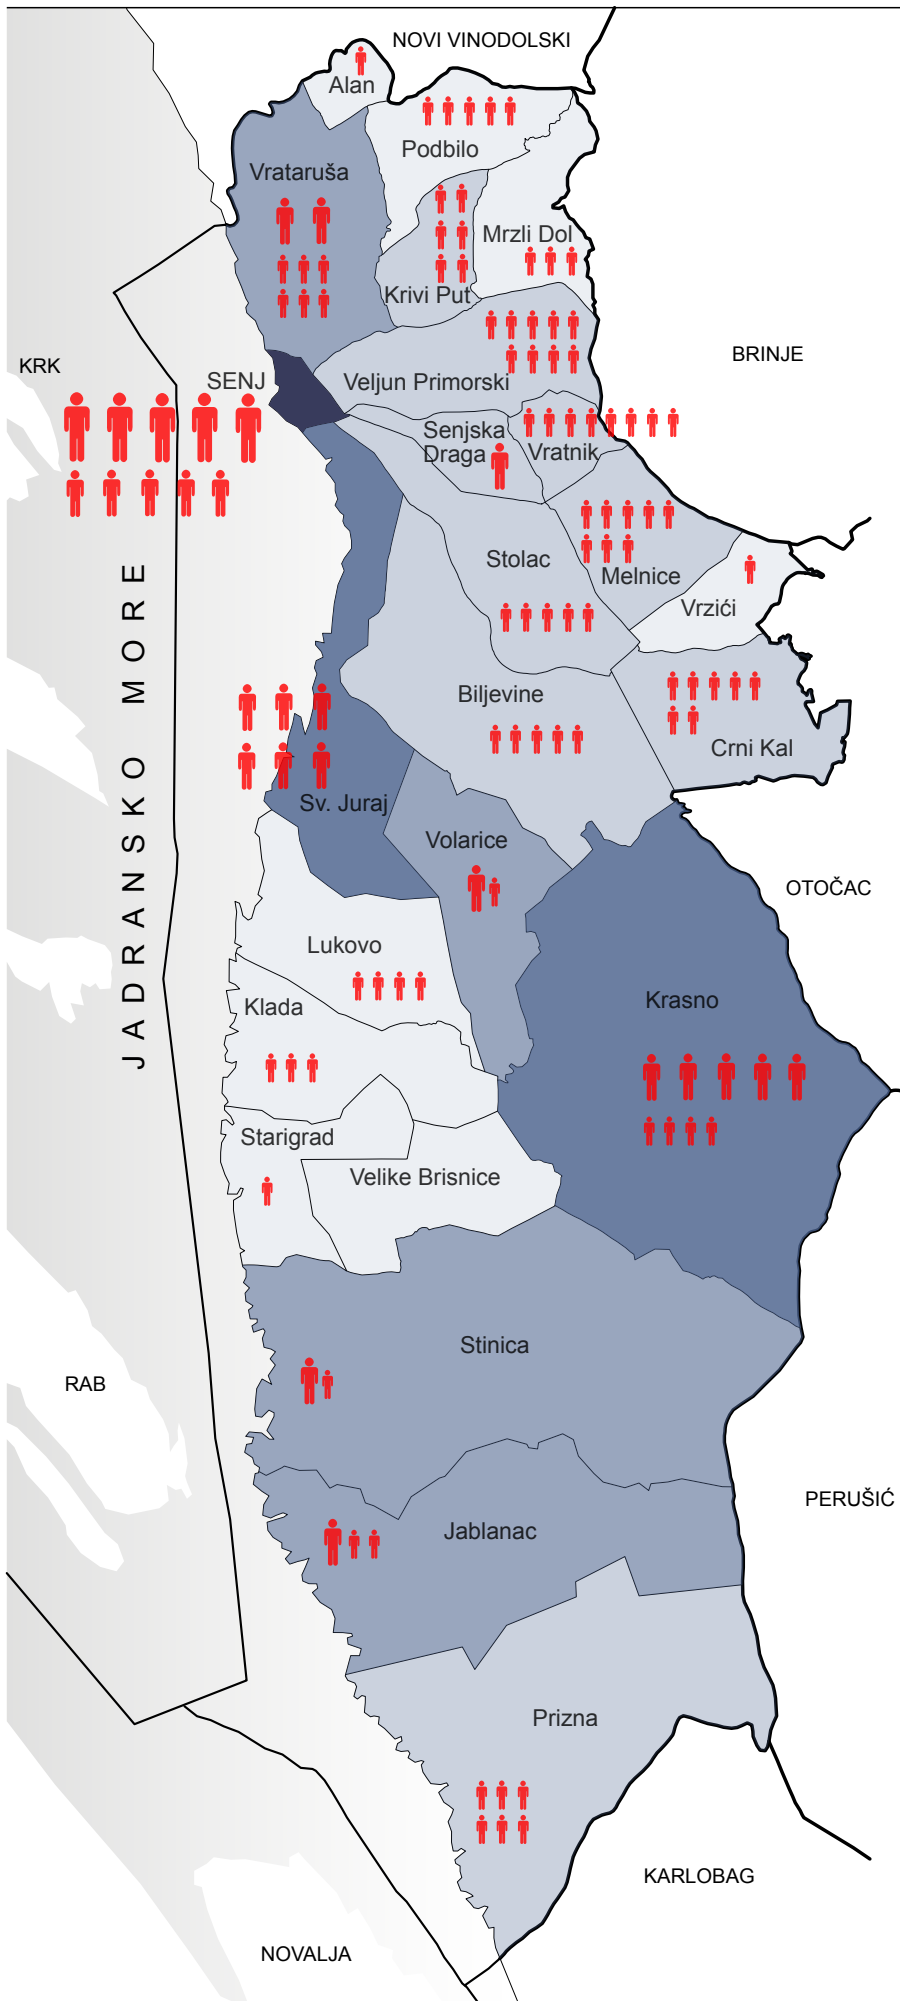 NOVI VINODOLSKI
Alan
Podbilo
Vrataruša
Mrzli Dol
Krivi Put
BRINJE
KRK
SENJ
Veljun Primorski
Senjska
Draga
Vratnik
Stolac
Melnice
Vrzići
JADRANSKO MORE
Biljevine
Crni Kal
Sv. Juraj
Volarice
OTOČAC
Lukovo
Klada
Krasno
Starigrad
Velike Brisnice
Stinica
RAB
PERUŠIĆ
Jablanac
Prizna
KARLOBAG
NOVALJA